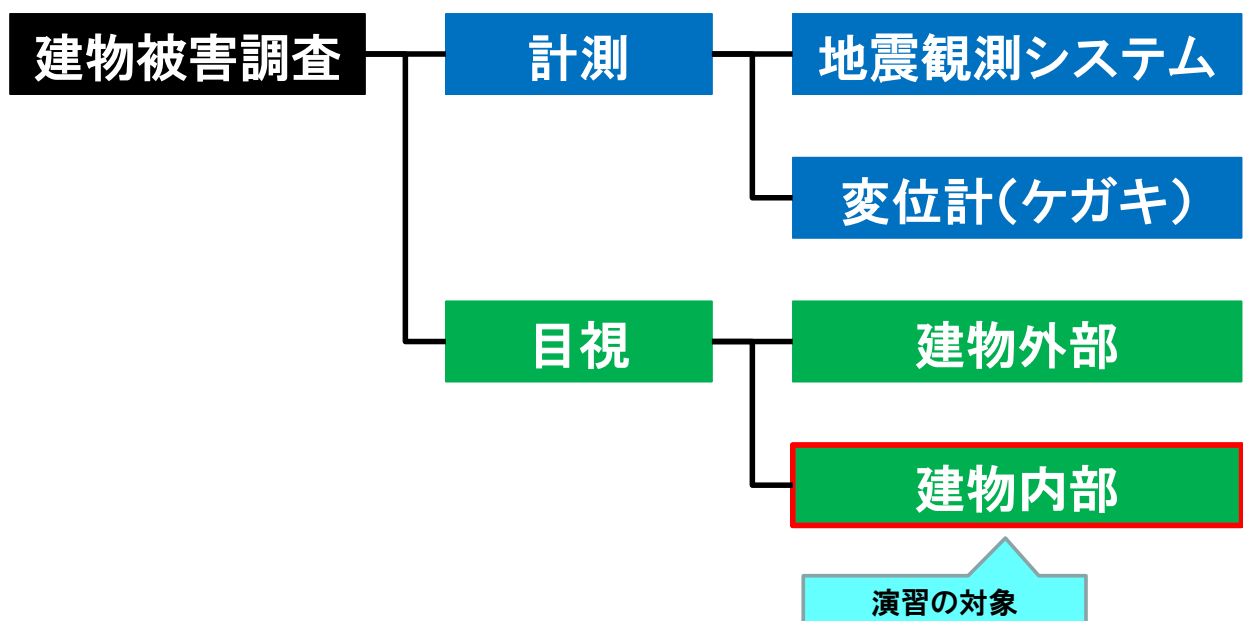 建物被害調査
計測
地震観測システム
変位計(ケガキ)
目視
建物外部
建物内部
演習の対象